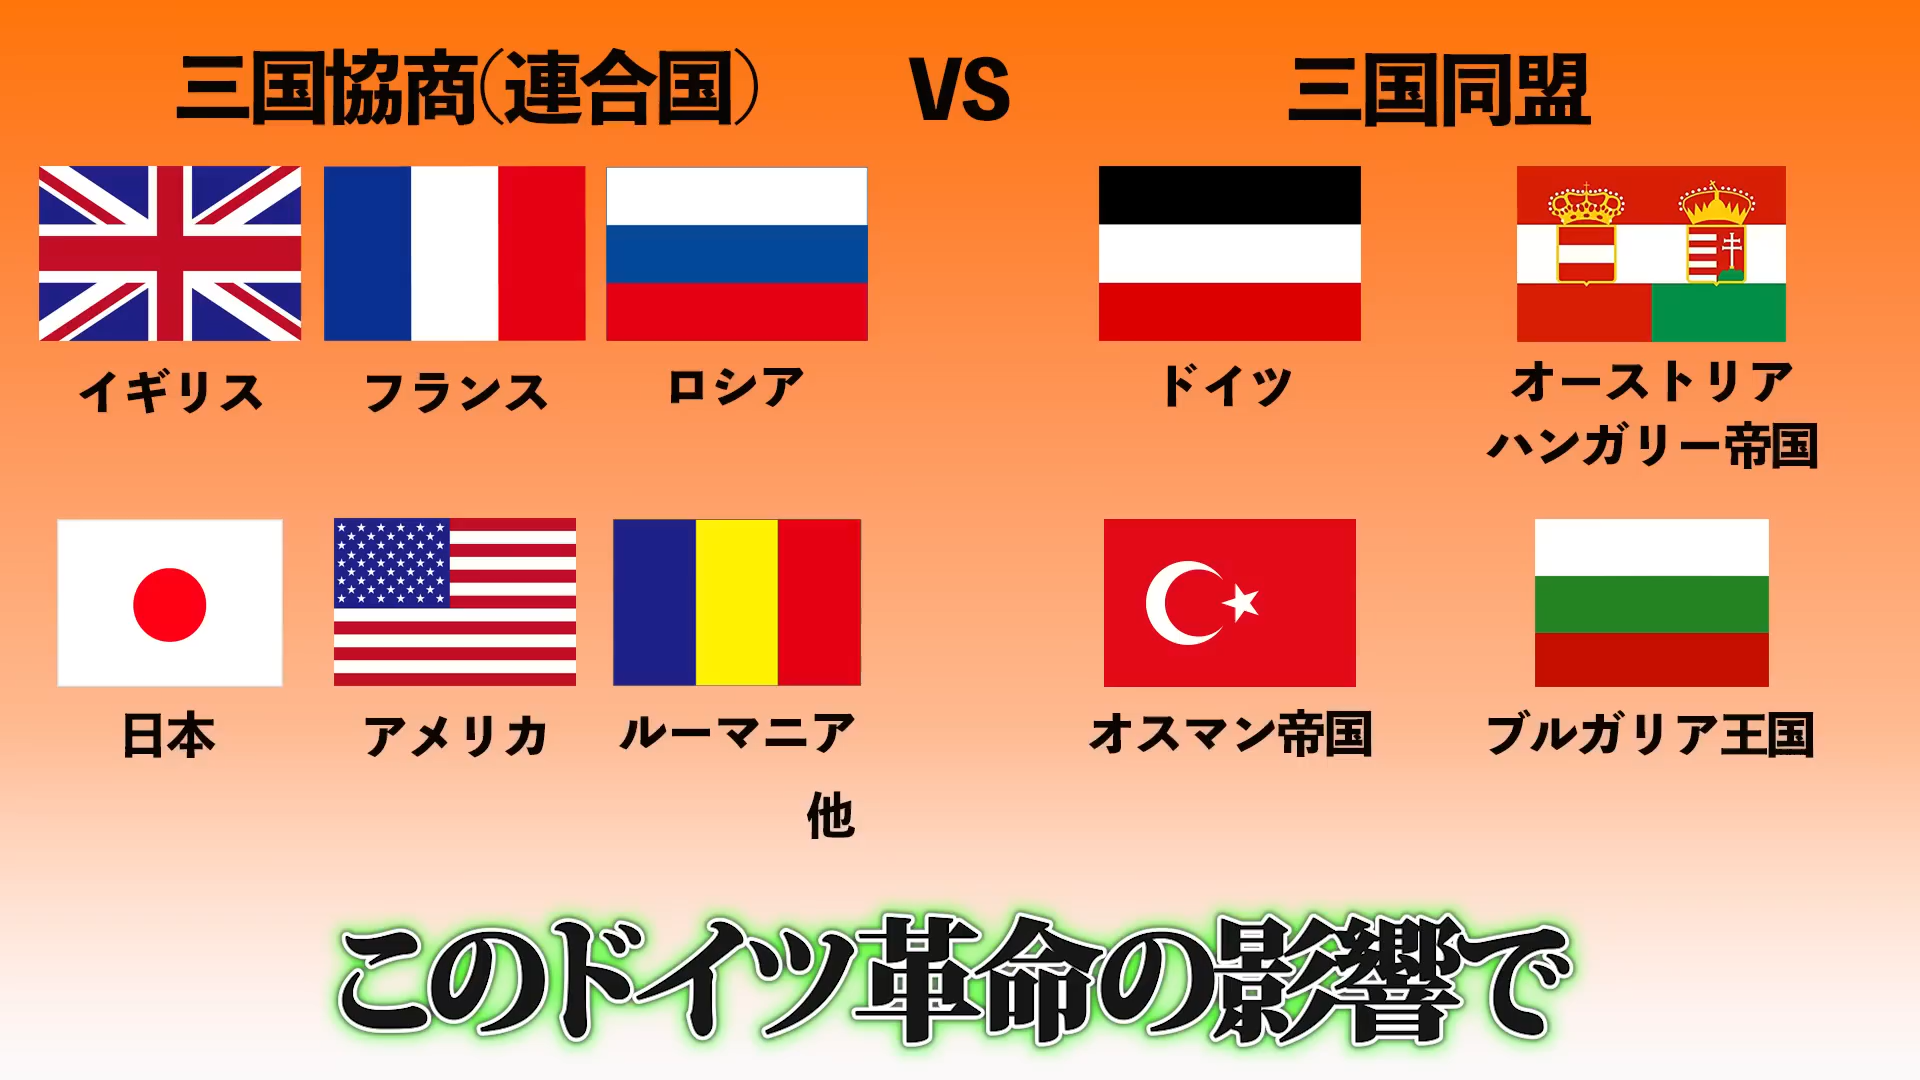 三国協商(連合国) VS 三国同盟
イギリス フランス ロシア ドイツ オーストリア
ハンガリー帝国
日本 アメリカ ルーマニア オスマン帝国 ブルガリア王国
他
このドイツ革命の影響で